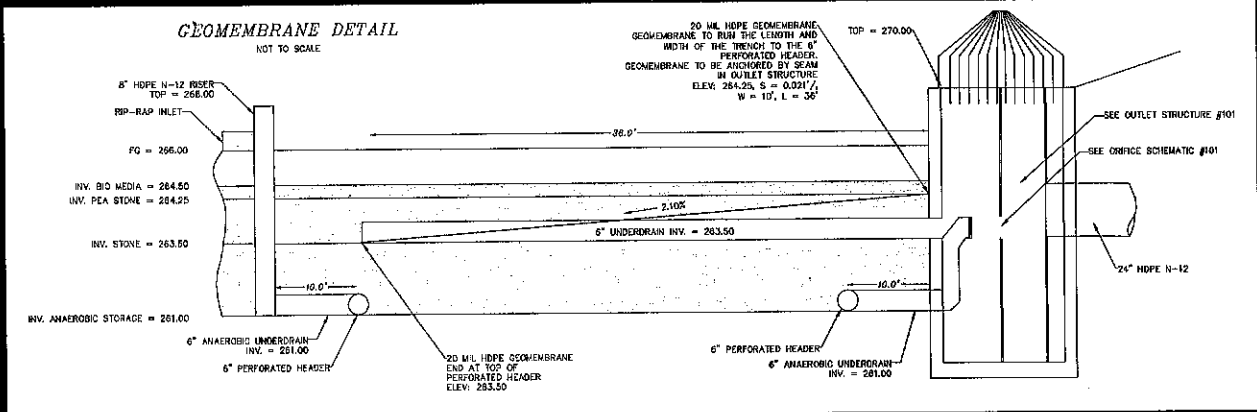 GEOMEMBRANE DETAIL
NOT TO SCALE
8" HDPE N-12 RISER
TOP = 268.00
RIP-RAP INLET
FG = 266.00
INV. BIO MEDIA = 264.50
INV. PEA STONE = 264.25
INV. STONE = 263.50
INV. ANAEROBIC STORAGE = 261.00
10.0'
6" ANAEROBIC UNDERDRAIN
INV. = 261.00
6" PERFORATED HEADER
36.0'
2.10%
6" UNDERDRAIN INV. = 263.50
20 MIL HDPE GEOMEMBRANE
END AT TOP OF
PERFORATED HEADER
ELEV: 263.50
20 MIL HDPE GEOMEMBRANE
GEOMEMBRANE TO RUN THE LENGTH AND
WIDTH OF THE TRENCH TO THE 6"
PERFORATED HEADER.
GEOMEMBRANE TO BE ANCHORED BY SEAM
IN OUTLET STRUCTURE
ELEV: 264.25, S = 0.021'/,
W = 10', L = 36'
TOP = 270.00
SEE OUTLET STRUCTURE #101
SEE ORIFICE SCHEMATIC #101
24" HDPE N-12
10.0'
6" PERFORATED HEADER
6" ANAEROBIC UNDERDRAIN
INV. = 261.00